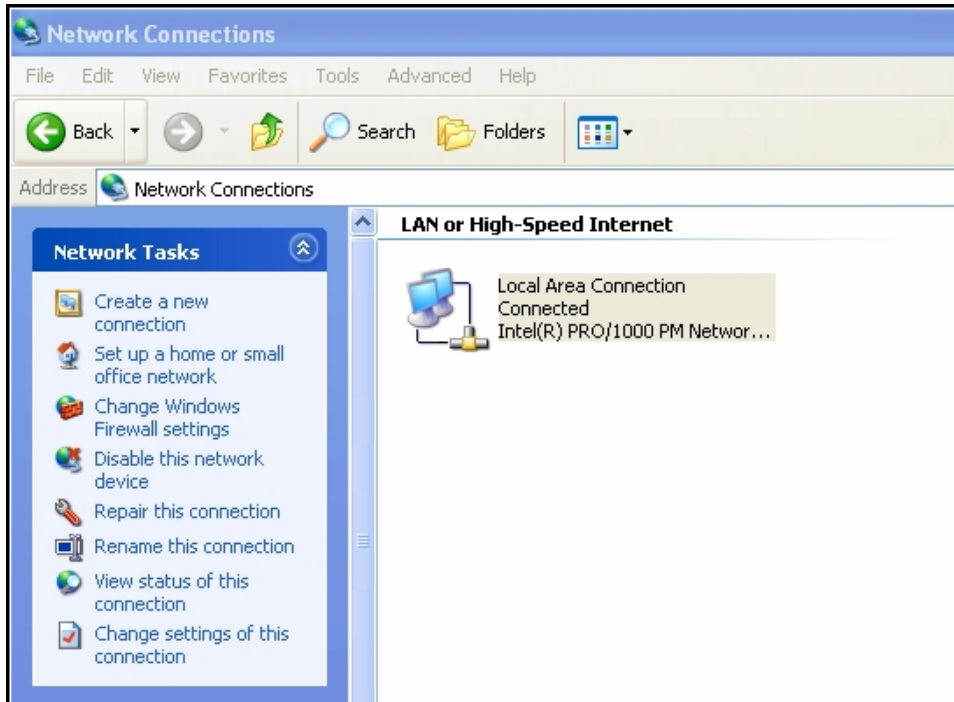 Network Connections
File Edit View Favorites Tools Advanced Help
Back Search Folders
Address Network Connections
Network Tasks
Create a new
connection
Set up a home or small
office network
Change Windows
Firewall settings
Disable this network
device
Repair this connection
Rename this connection
View status of this
connection
Change settings of this
connection
LAN or High-Speed Internet
Local Area Connection
Connected
Intel(R) PRO/1000 PM Networ...